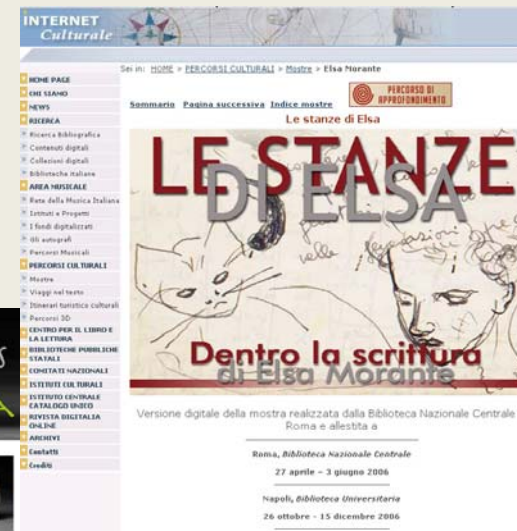 INTERNET
Culturale
Sei in: HOME > PERCORSI CULTURALI > Mostre > Elsa Morante
HOME PAGE
CHI SIAMO
NEWS
RICERCA
Ricerca Bibliografica
Contenuti digitali
Collezioni digitali
Biblioteche italiane
AREA MUSICALE
Rete della Musica Italiana
Istituti e Progetti
I fondi digitalizzati
Gli autografi
Percorsi Musicali
PERCORSI CULTURALI
Mostre
Viaggi nel testo
Itinerari turistico culturali
Percorsi 3D
CENTRO PER IL LIBRO E
LA LETTURA
BIBLIOTECHE PUBBLICHE
STATALI
COMITATI NAZIONALI
ISTITUTI CULTURALI
ISTITUTO CENTRALE
CATALOGO UNICO
RIVISTA DIGITALIA
ONLINE
ARCHIVI
Contatti
Crediti
Sommario Pagina successiva Indice mostre
PERCORSO DI
APPROFONDIMENTO
Le stanze di Elsa
LE STANZE
DI ELSA
Dentro la scrittura
di Elsa Morante
Versione digitale della mostra realizzata dalla Biblioteca Nazionale Centrale
Roma e allestita a
Roma, Biblioteca Nazionale Centrale
27 aprile – 3 giugno 2006
Napoli, Biblioteca Universitaria
26 ottobre - 15 dicembre 2006